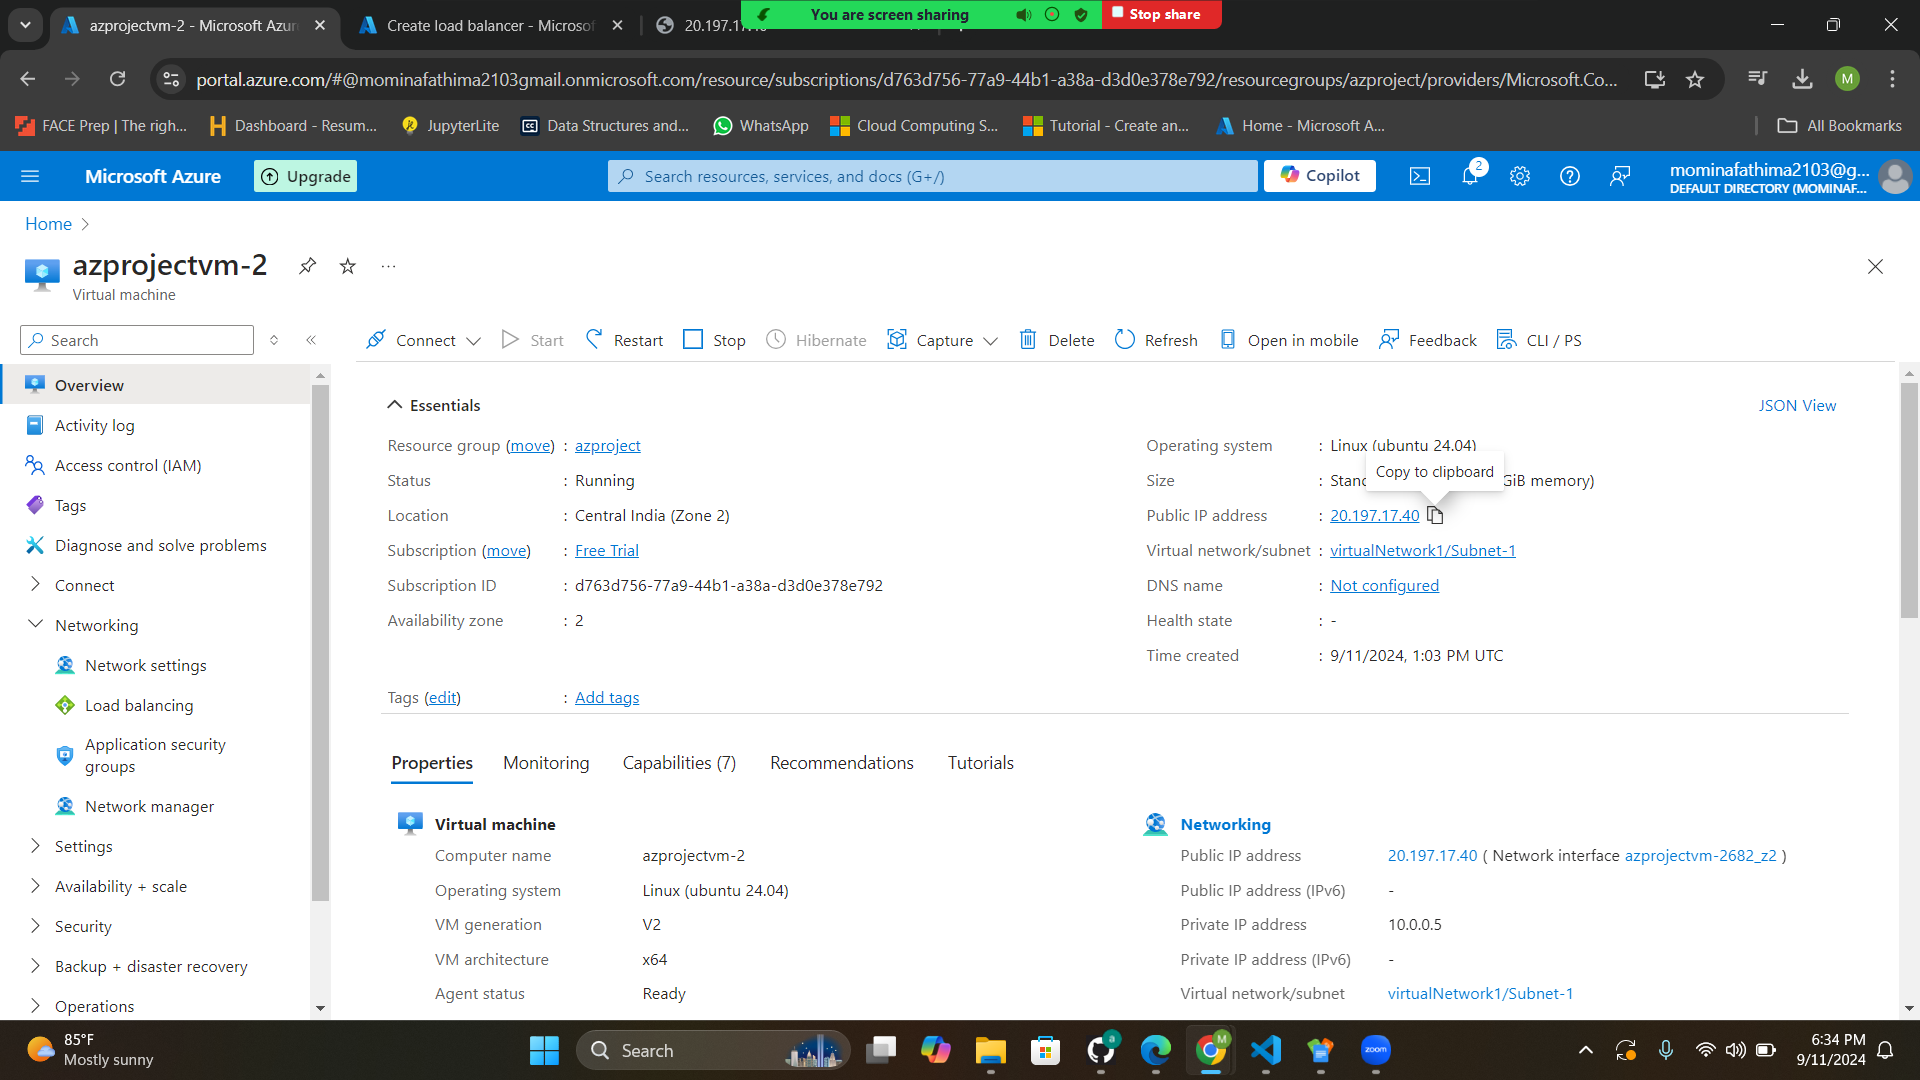 azprojectvm-2 - Microsoft Azur
Create load balancer - Microsof
20.197.17.40
You are screen sharing
Stop share
portal.azure.com/#@mominafathima2103gmail.onmicrosoft.com/resource/subscriptions/d763d756-77a9-44b1-a38a-d3d0e378e792/resourcegroups/azproject/providers/Microsoft.Co...
M
FACE Prep | The righ...
Dashboard - Resum...
JupyterLite
Data Structures and...
WhatsApp
Cloud Computing S...
Tutorial - Create an...
Home - Microsoft A...
All Bookmarks
Microsoft Azure
Upgrade
Search resources, services, and docs (G+/)
Copilot
2
mominafathima2103@g...
DEFAULT DIRECTORY (MOMINAF...
Home
azprojectvm-2
Virtual machine
Search
Connect
Start
Restart
Stop
Hibernate
Capture
Delete
Refresh
Open in mobile
Feedback
CLI / PS
Overview
Activity log
Access control (IAM)
Tags
Diagnose and solve problems
Connect
Networking
Network settings
Load balancing
Application security
groups
Network manager
Settings
Availability + scale
Security
Backup + disaster recovery
Operations
Essentials
JSON View
Resource group (move) : azproject
Status : Running
Location : Central India (Zone 2)
Subscription (move) : Free Trial
Subscription ID : d763d756-77a9-44b1-a38a-d3d0e378e792
Availability zone : 2
Operating system : Linux (ubuntu 24.04)
Copy to clipboard
Size : Stand GiB memory)
Public IP address : 20.197.17.40
Virtual network/subnet : virtualNetwork1/Subnet-1
DNS name : Not configured
Health state : -
Time created : 9/11/2024, 1:03 PM UTC
Tags (edit) : Add tags
Properties
Monitoring
Capabilities (7)
Recommendations
Tutorials
Virtual machine
Computer name azprojectvm-2
Operating system Linux (ubuntu 24.04)
VM generation V2
VM architecture x64
Agent status Ready
Networking
Public IP address 20.197.17.40 ( Network interface azprojectvm-2682_z2 )
Public IP address (IPv6) -
Private IP address 10.0.0.5
Private IP address (IPv6) -
Virtual network/subnet virtualNetwork1/Subnet-1
85°F
Mostly sunny
Search
a
M
zoom
6:34 PM
9/11/2024